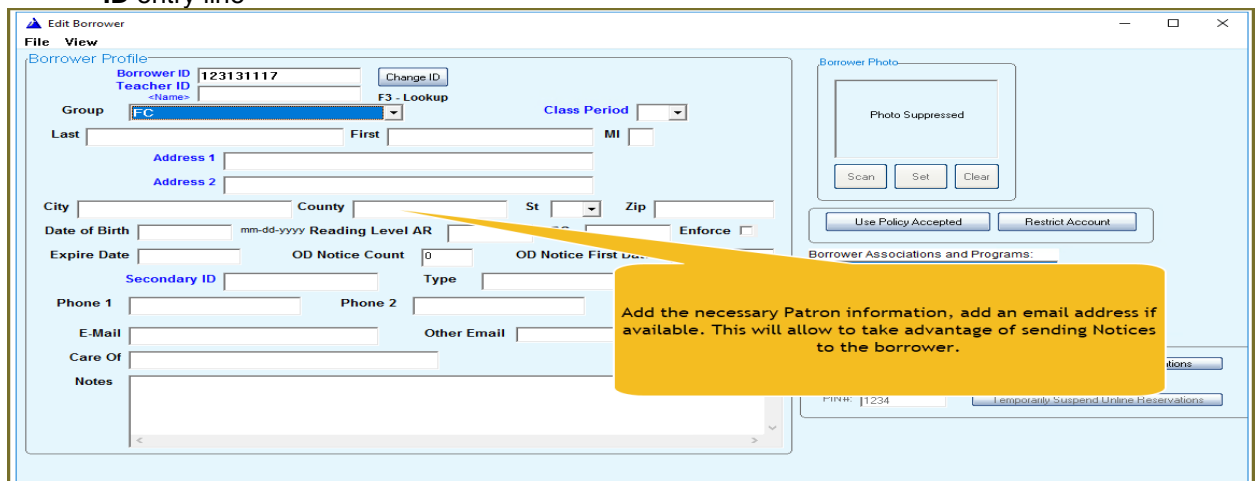 ID entry line
Edit Borrower
File View
Borrower Profile
Borrower ID 123131117 Change ID
Teacher ID
<Name> F3 - Lookup
Group FC Class Period
Last First MI
Address 1
Address 2
City County St Zip
Date of Birth mm-dd-yyyy Reading Level AR Enforce
Expire Date OD Notice Count 0 OD Notice First
Secondary ID Type
Phone 1 Phone 2
E-Mail Other Email
Care Of
Notes
Borrower Photo
Photo Suppressed
Scan Set Clear
Use Policy Accepted Restrict Account
Borrower Associations and Programs:
Add the necessary Patron information, add an email address if
available. This will allow to take advantage of sending Notices
to the borrower.
PIN#: 1234 Temporarily Suspend Online Reservations